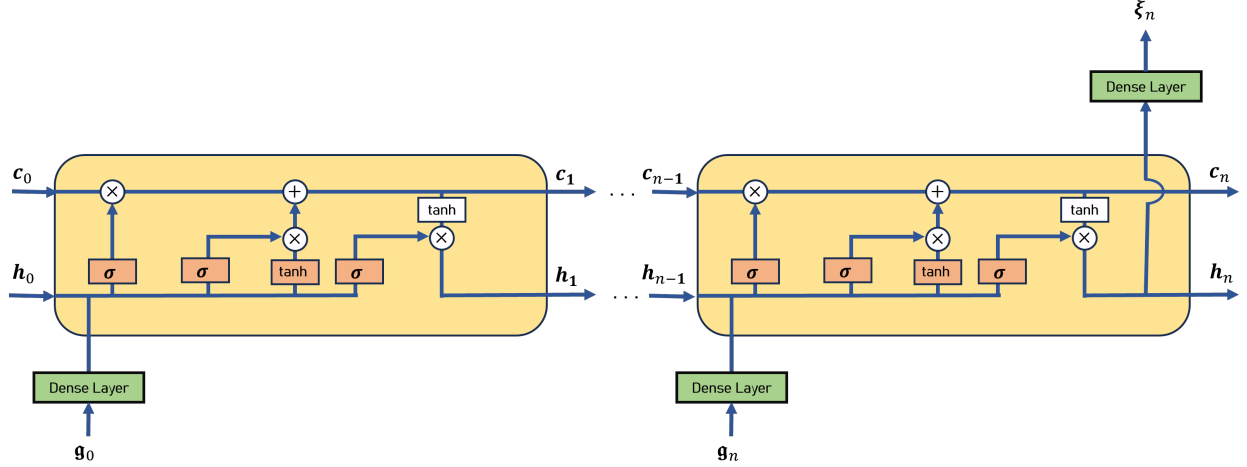 ξₙ
Dense Layer
c₀ × + c₁ . . . cₙ₋₁ × + cₙ
tanh tanh
× × × ×
h₀ σ σ tanh σ h₁ . . . hₙ₋₁ σ σ tanh σ hₙ
Dense Layer Dense Layer
𝔤₀ 𝔤ₙ